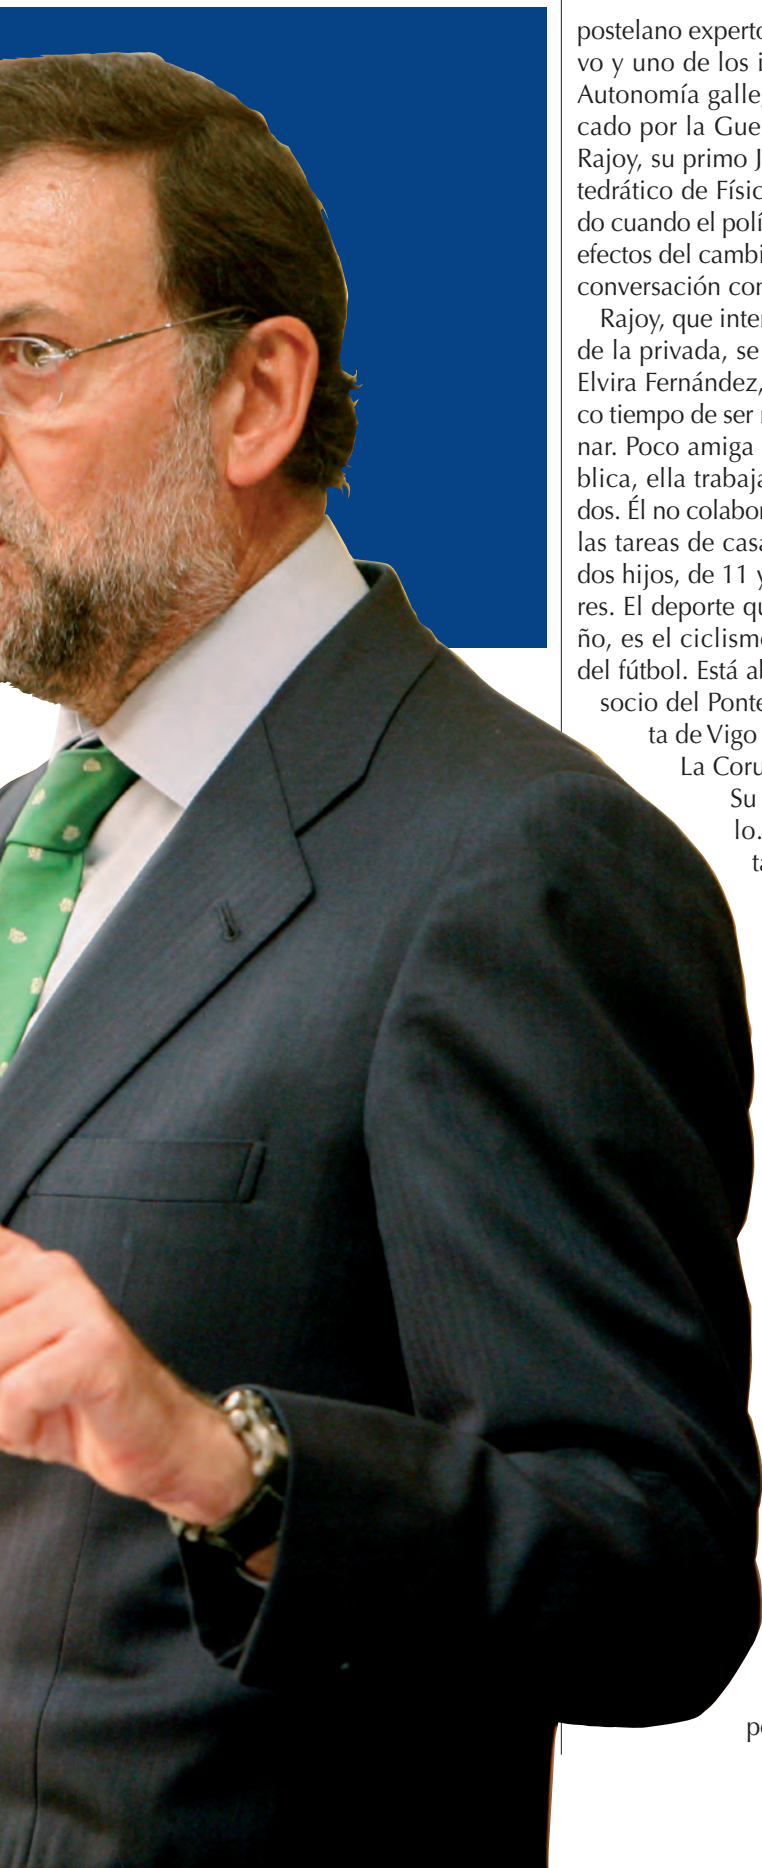 postelano experto
vo y uno de los i
Autonomía galle
cado por la Gue
Rajoy, su primo J
tedrático de Físic
do cuando el polí
efectos del cambi
conversación con
Rajoy, que inter
de la privada, se
Elvira Fernández,
co tiempo de ser
nar. Poco amiga
blica, ella trabaja
dos. Él no colabor
las tareas de casa
dos hijos, de 11 y
res. El deporte qu
ño, es el ciclismo
del fútbol. Está ab
socio del Ponte
ta de Vigo
La Coru
Su
lo.
ta
po